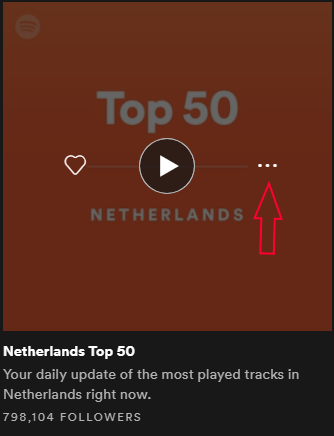 Top 50
NETHERLANDS
Netherlands Top 50
Your daily update of the most played tracks in
Netherlands right now.
798,104 FOLLOWERS